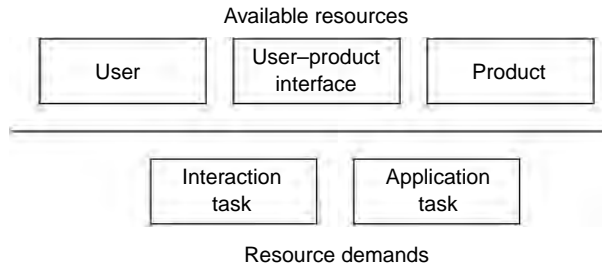 Available resources
User
User–product
interface
Product
Interaction
task
Application
task
Resource demands